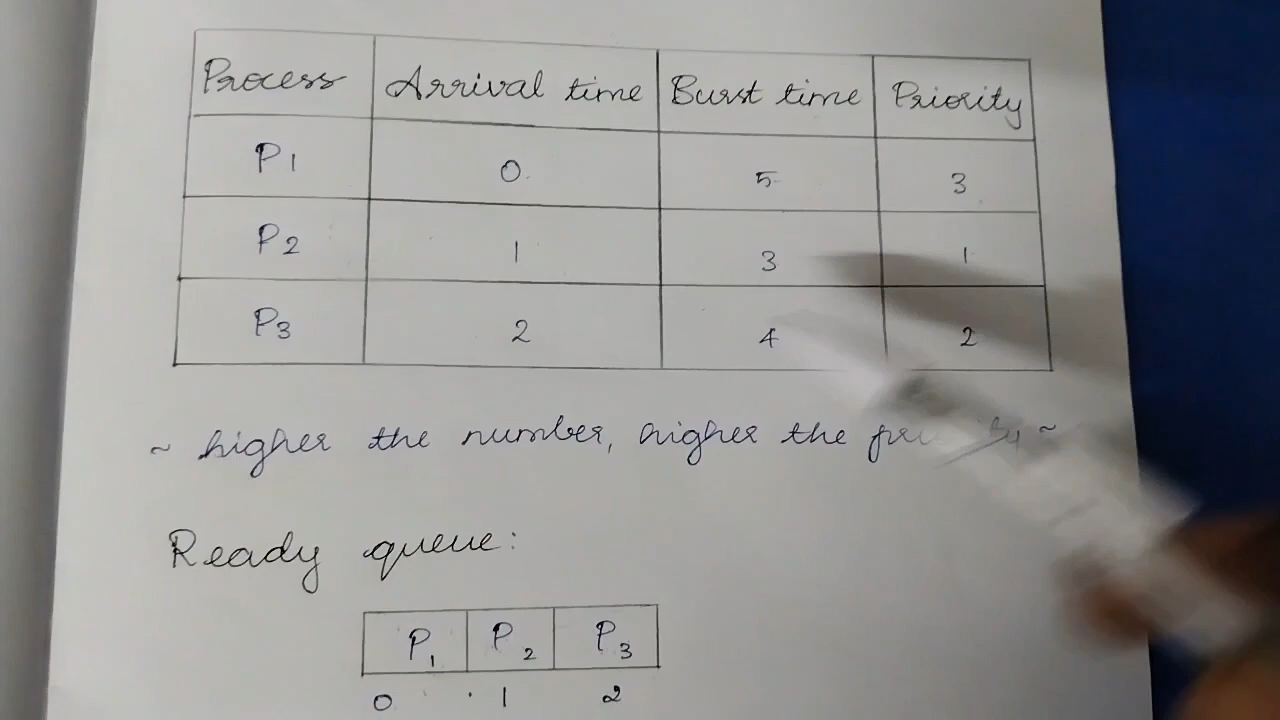 Process Arrival time Burst time Priority
P1 0 5 3
P2 1 3 1
P3 2 4 2
~ higher the number, higher the ~
Ready queue:
P1 P2 P3
0 1 2